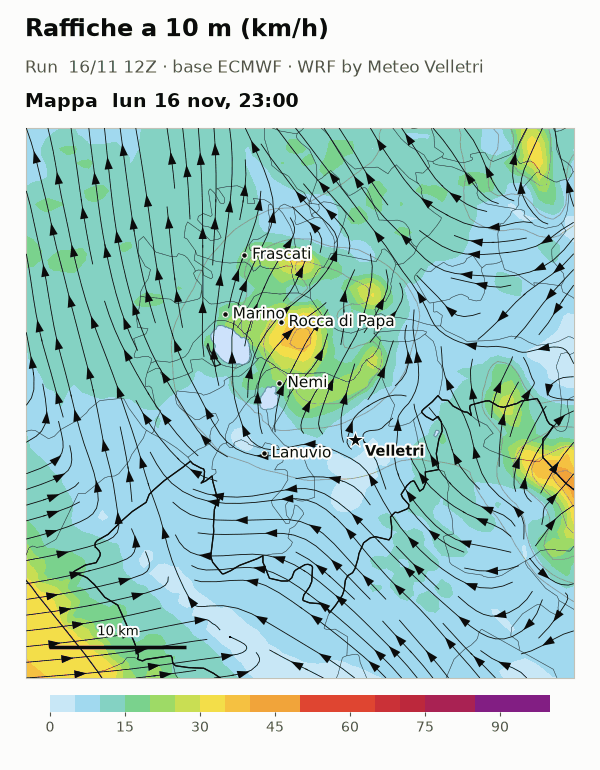 Raffiche a 10 m (km/h)
Run  16/11 12Z · base ECMWF · WRF by Meteo Velletri
Mappa  lun 16 nov, 23:00
Frascati
Marino
Rocca di Papa
Nemi
Velletri
Lanuvio
10 km
0 15 30 45 60 75 90